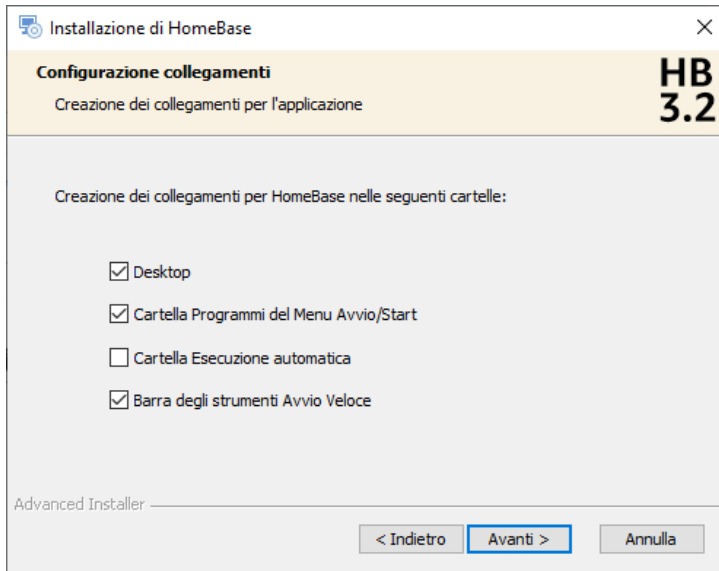 Installazione di HomeBase
Configurazione collegamenti
Creazione dei collegamenti per l'applicazione
HB
3.2
Creazione dei collegamenti per HomeBase nelle seguenti cartelle:
Desktop
Cartella Programmi del Menu Avvio/Start
Cartella Esecuzione automatica
Barra degli strumenti Avvio Veloce
Advanced Installer
< Indietro
Avanti >
Annulla